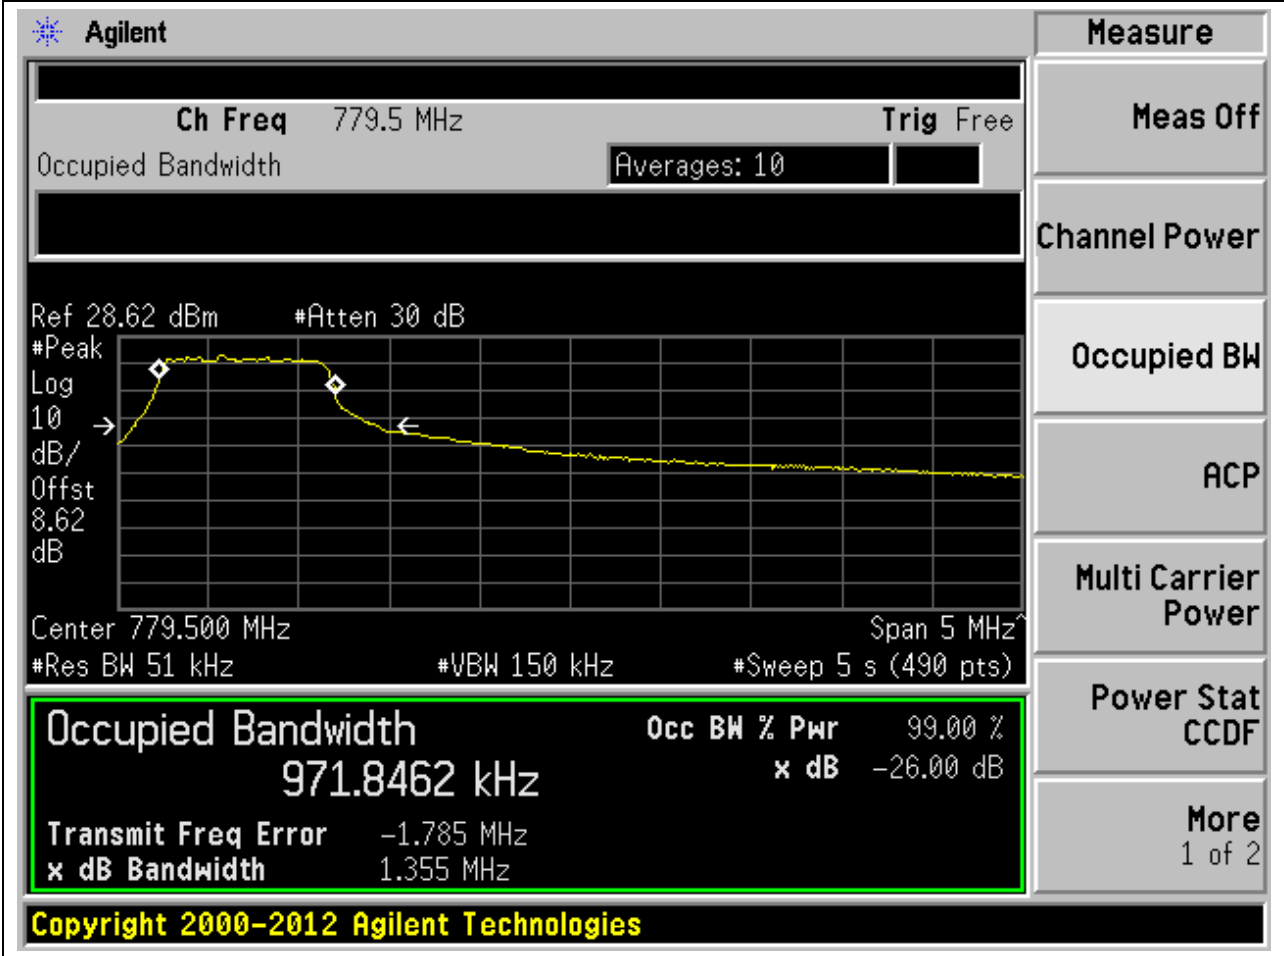 Agilent
Measure
Ch Freq 779.5 MHz Trig Free
Occupied Bandwidth Averages: 10
Meas Off
Channel Power
Occupied BW
ACP
Multi Carrier
Power
Power Stat
CCDF
More
1 of 2
Ref 28.62 dBm #Atten 30 dB
#Peak
Log
10
dB/
Offst
8.62
dB
Center 779.500 MHz Span 5 MHz^
#Res BW 51 kHz #VBW 150 kHz #Sweep 5 s (490 pts)
Occupied Bandwidth Occ BW % Pwr 99.00 %
971.8462 kHz x dB -26.00 dB
Transmit Freq Error -1.785 MHz
x dB Bandwidth 1.355 MHz
Copyright 2000-2012 Agilent Technologies